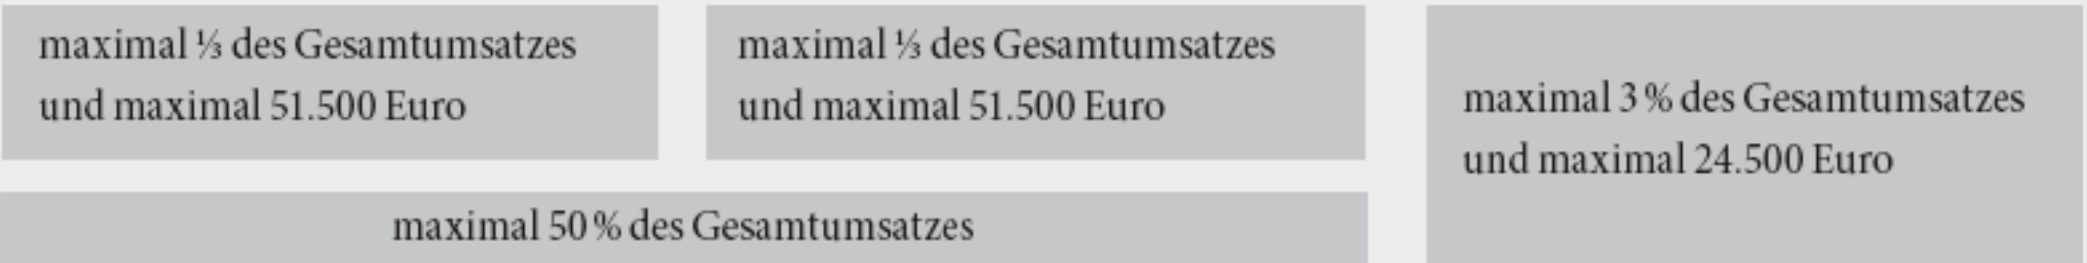 maximal ⅓ des Gesamtumsatzes
und maximal 51.500 Euro
maximal ⅓ des Gesamtumsatzes
und maximal 51.500 Euro
maximal 50 % des Gesamtumsatzes
maximal 3 % des Gesamtumsatzes
und maximal 24.500 Euro